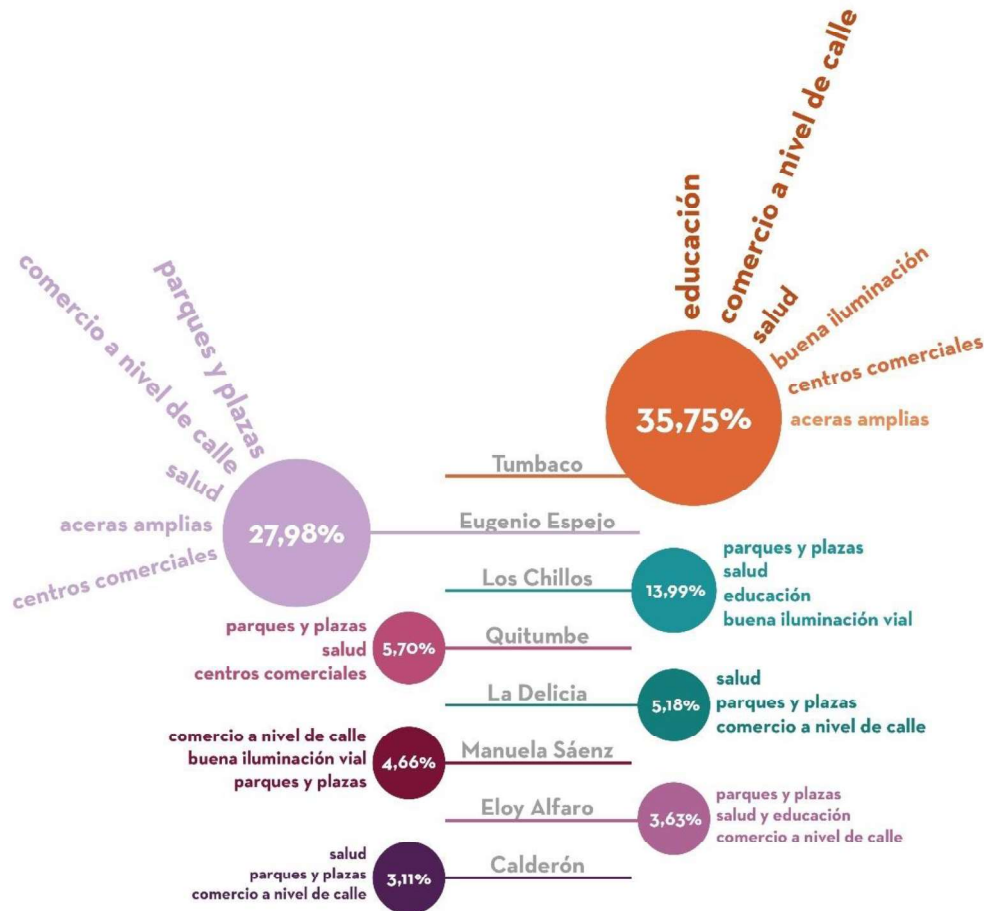 educación
comercio a nivel de calle
salud
buena iluminación
centros comerciales
aceras amplias
35,75%
Tumbaco
parques y plazas
comercio a nivel de calle
salud
aceras amplias
centros comerciales
27,98%
Eugenio Espejo
Los Chillos
13,99%
parques y plazas
salud
educación
buena iluminación vial
parques y plazas
salud
centros comerciales
5,70%
Quitumbe
La Delicia
5,18%
salud
parques y plazas
comercio a nivel de calle
comercio a nivel de calle
buena iluminación vial
parques y plazas
4,66%
Manuela Sáenz
Eloy Alfaro
3,63%
parques y plazas
salud y educación
comercio a nivel de calle
salud
parques y plazas
comercio a nivel de calle
3,11%
Calderón